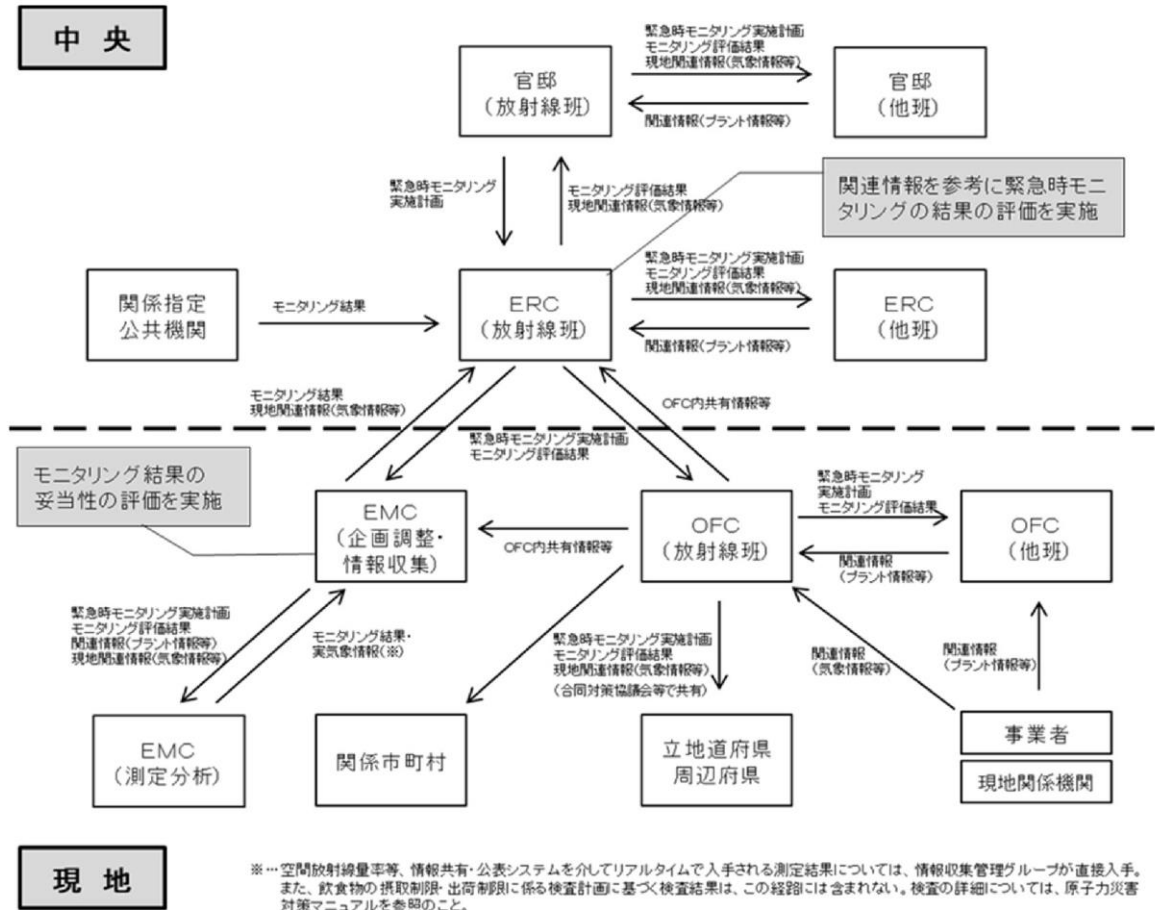 中 央
緊急時モニタリング実施計画
モニタリング評価結果
現地関連情報(気象情報等)
官邸
(放射線班)
官邸
(他班)
関連情報(プラント情報等)
緊急時モニタリング
実施計画
モニタリング評価結果
現地関連情報(気象情報等)
関連情報を参考に緊急時モニ
タリングの結果の評価を実施
関係指定
公共機関
モニタリング結果
ERC
(放射線班)
緊急時モニタリング実施計画
モニタリング評価結果
現地関連情報(気象情報等)
関連情報(プラント情報等)
ERC
(他班)
モニタリング結果
現地関連情報(気象情報等)
OFC内共有情報等
緊急時モニタリング実施計画
モニタリング評価結果
モニタリング結果の
妥当性の評価を実施
EMC
(企画調整・
情報収集)
OFC内共有情報等
OFC
(放射線班)
緊急時モニタリング
実施計画
モニタリング評価結果
関連情報
(プラント情報等)
OFC
(他班)
緊急時モニタリング実施計画
モニタリング評価結果
関連情報(プラント情報等)
現地関連情報(気象情報等)
モニタリング結果・
実気象情報(※)
緊急時モニタリング実施計画
モニタリング評価結果
現地関連情報(気象情報等)
(合同対策協議会等で共有)
関連情報
(気象情報等)
関連情報
(プラント情報等)
EMC
(測定分析)
関係市町村
立地道府県
周辺府県
事業者
現地関係機関
現 地
※…空間放射線量率等、情報共有・公表システムを介してリアルタイムで入手される測定結果については、情報収集管理グループが直接入手。
また、飲食物の摂取制限・出荷制限に係る検査計画に基づく検査結果は、この経路には含まれない。検査の詳細については、原子力災害
対策マニュアルを参照のこと。